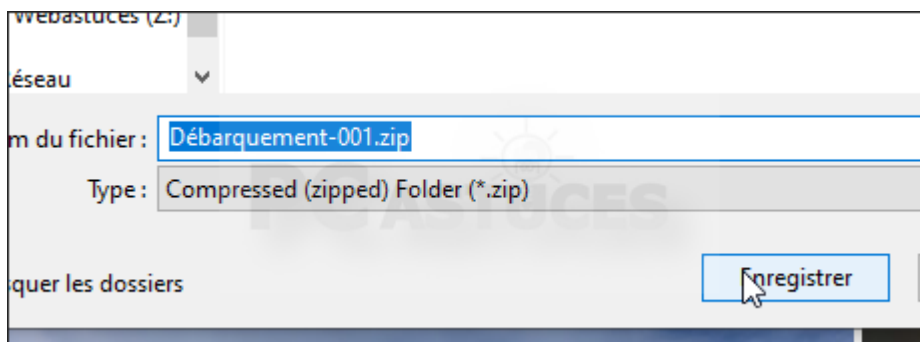 Webastuces (Z:)
éseau
m du fichier : Débarquement-001.zip
Type : Compressed (zipped) Folder (*.zip)
PC ASTUCES
quer les dossiers
Enregistrer